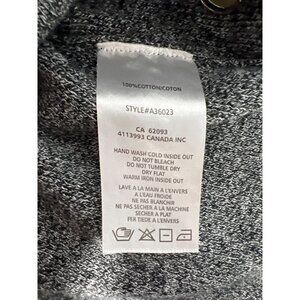 100%COTTON/COTON
STYLE#A36023
CA 62093
4113993 CANADA INC
HAND WASH COLD INSIDE OUT
DO NOT BLEACH
DO NOT TUMBLE DRY
DRY FLAT
WARM IRON INSIDE OUT
LAVE A LA MAIN A L'ENVERS
A L'EAU FROIDE
NE PAS BLANCHIR
NE PAS SECHER A LA MACHINE
SECHER A PLAT
FER TIEDE A L'ENVERS